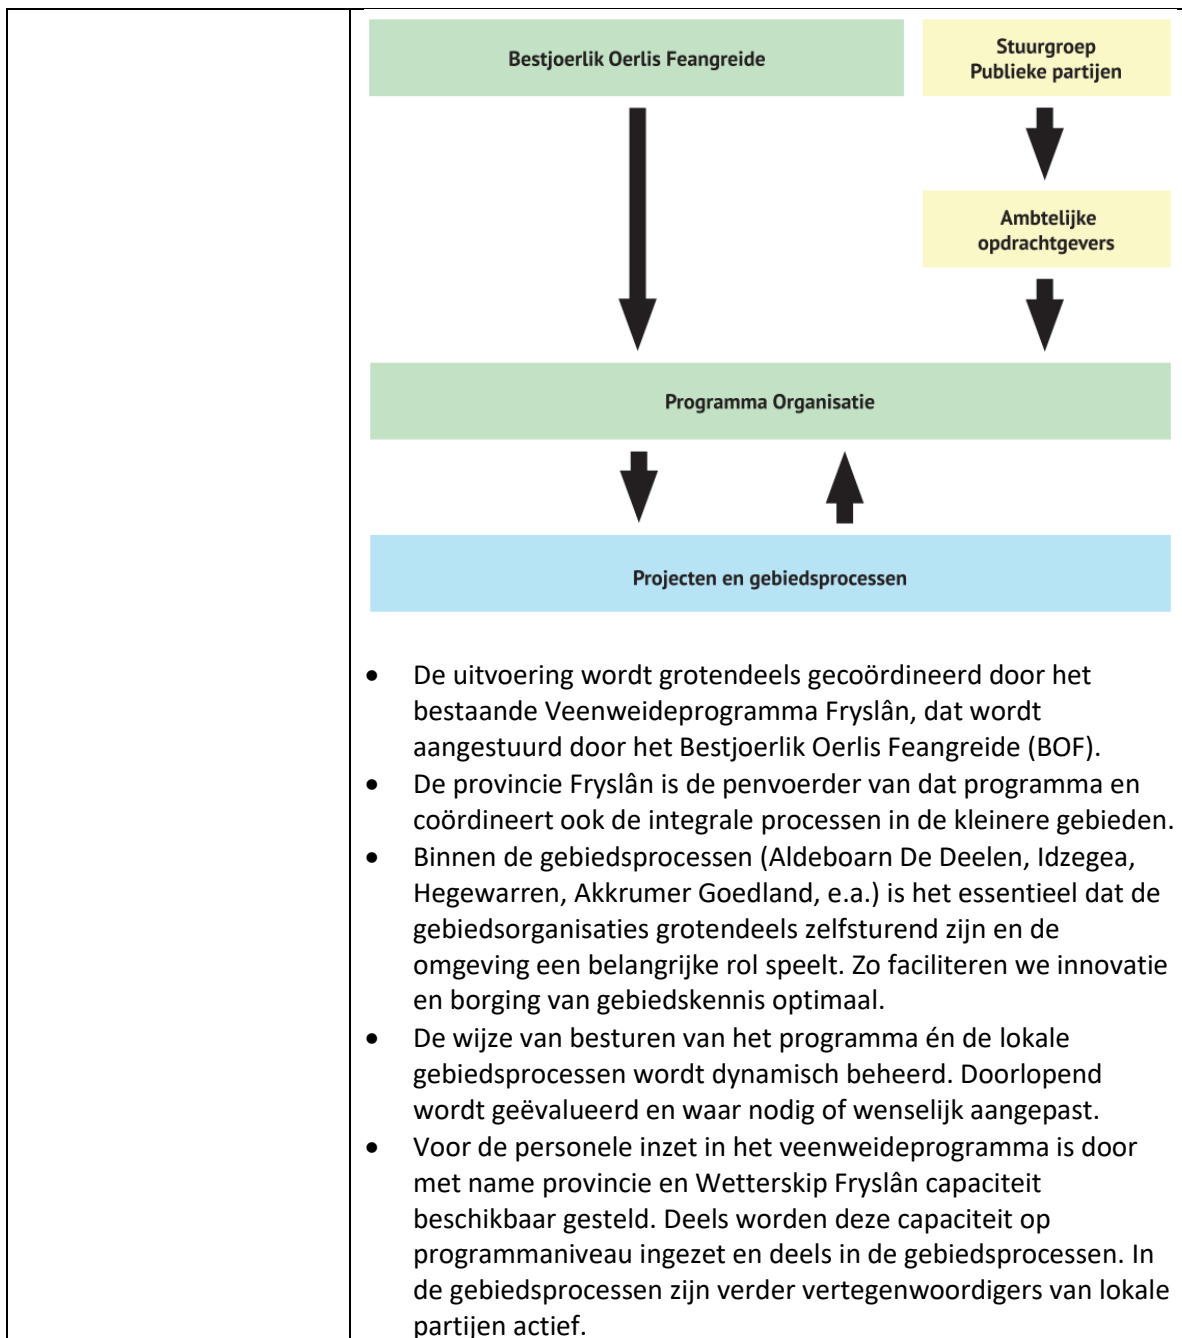 Bestjoerlik Oerlis Feangreide
Stuurgroep
Publieke partijen
Ambtelijke
opdrachtgevers
Programma Organisatie
Projecten en gebiedsprocessen
• De uitvoering wordt grotendeels gecoördineerd door het
bestaande Veenweideprogramma Fryslân, dat wordt
aangestuurd door het Bestjoerlik Oerlis Feangreide (BOF).
• De provincie Fryslân is de penvoerder van dat programma en
coördineert ook de integrale processen in de kleinere gebieden.
• Binnen de gebiedsprocessen (Aldeboarn De Deelen, Idzegea,
Hegewarren, Akkrumer Goedland, e.a.) is het essentieel dat de
gebiedsorganisaties grotendeels zelfsturend zijn en de
omgeving een belangrijke rol speelt. Zo faciliteren we innovatie
en borging van gebiedskennis optimaal.
• De wijze van besturen van het programma én de lokale
gebiedsprocessen wordt dynamisch beheerd. Doorlopend
wordt geëvalueerd en waar nodig of wenselijk aangepast.
• Voor de personele inzet in het veenweideprogramma is door
met name provincie en Wetterskip Fryslân capaciteit
beschikbaar gesteld. Deels worden deze capaciteit op
programmaniveau ingezet en deels in de gebiedsprocessen. In
de gebiedsprocessen zijn verder vertegenwoordigers van lokale
partijen actief.